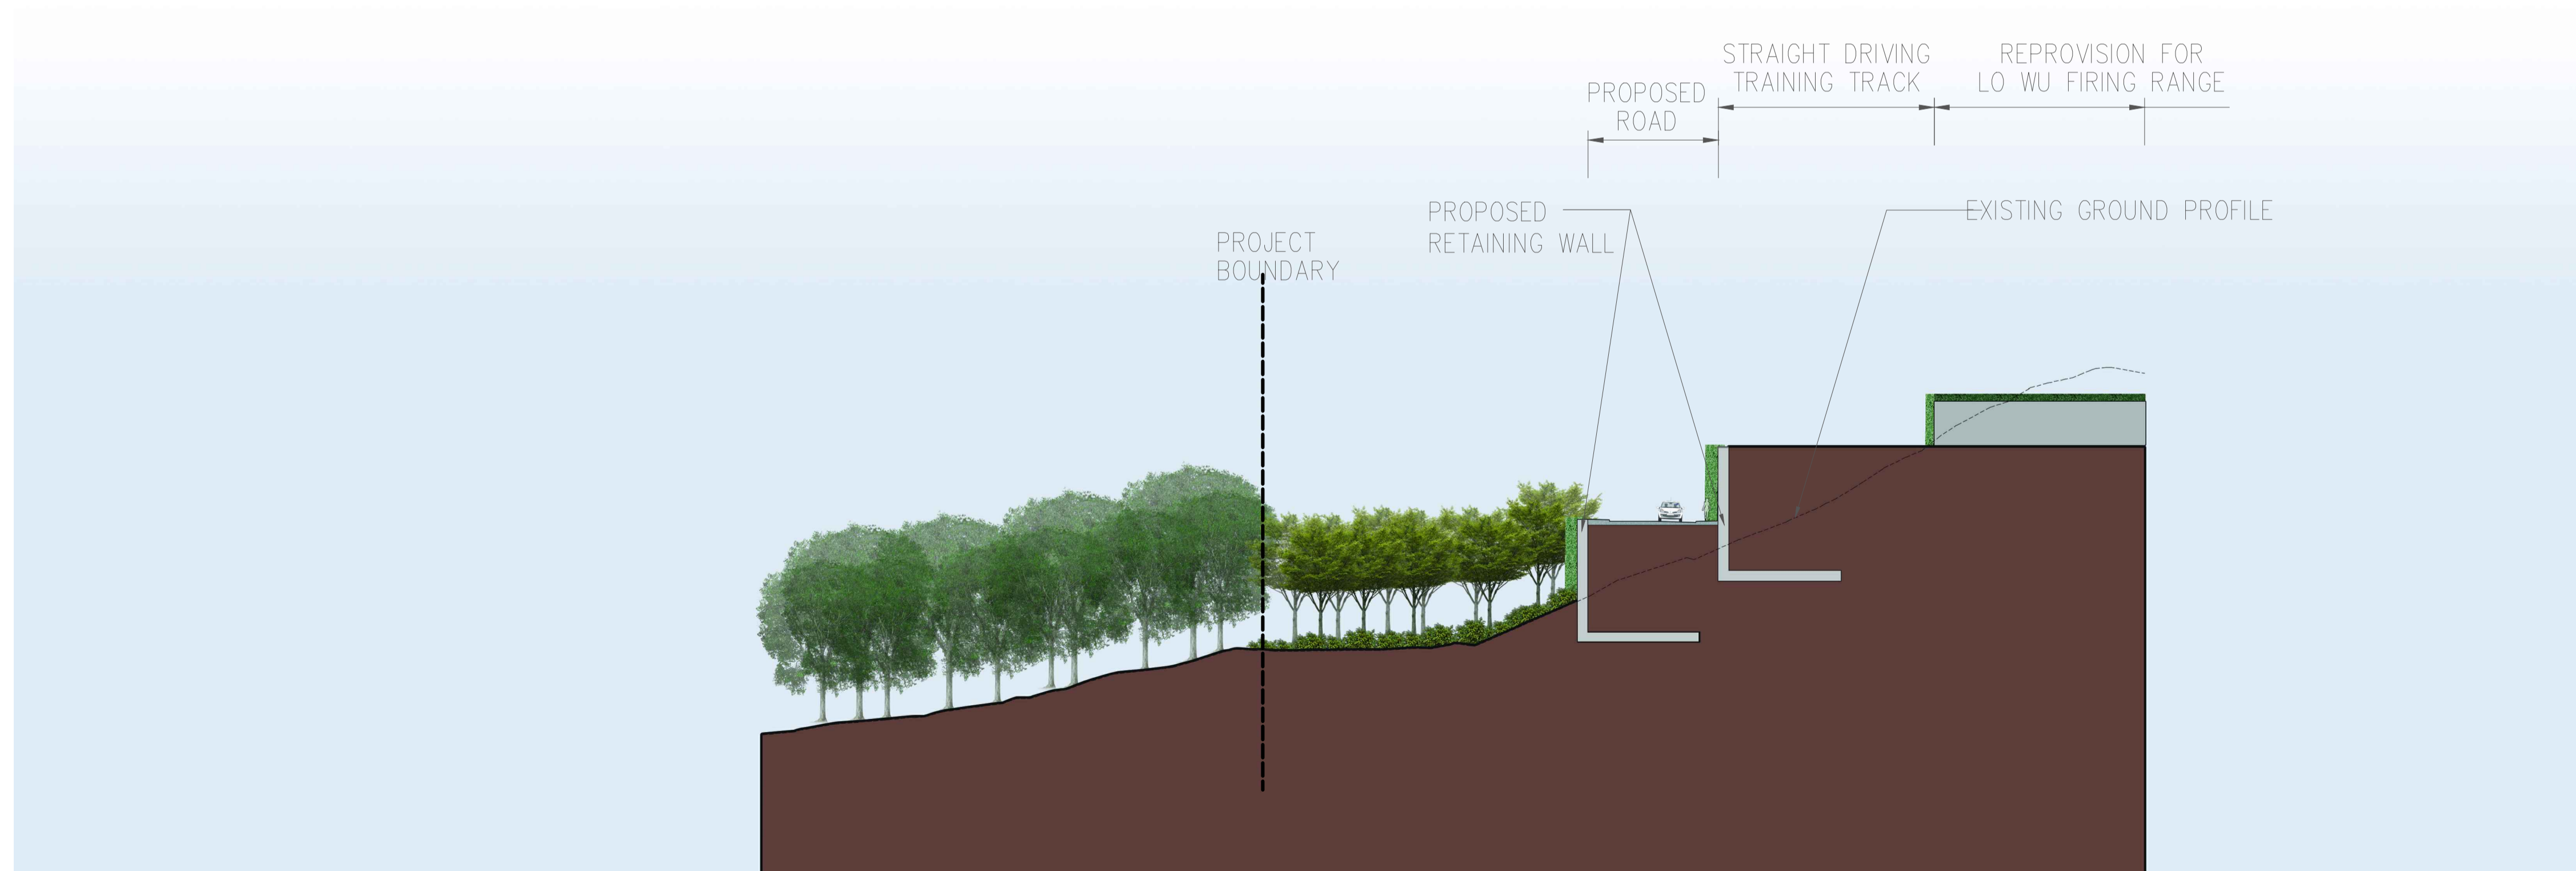 STRAIGHT DRIVING
TRAINING TRACK
REPROVISION FOR
LO WU FIRING RANGE
PROPOSED
ROAD
PROPOSED
RETAINING WALL
EXISTING GROUND PROFILE
PROJECT
BOUNDARY